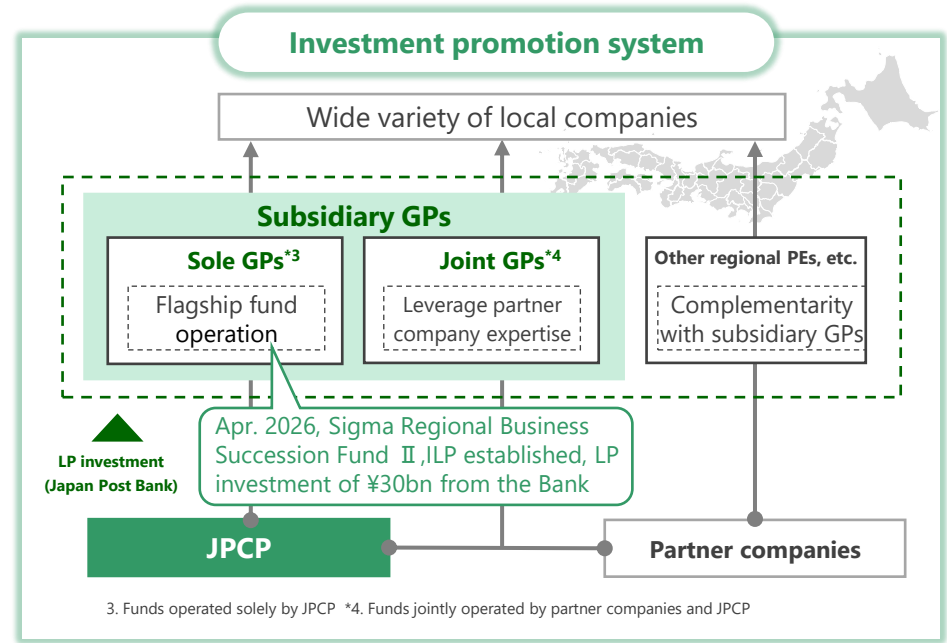 Investment promotion system
Wide variety of local companies
Subsidiary GPs
Sole GPs*3
Flagship fund
operation
Joint GPs*4
Leverage partner
company expertise
Other regional PEs, etc.
Complementarity
with subsidiary GPs
Apr. 2026, Sigma Regional Business
Succession Fund Ⅱ,ILP established, LP
investment of ¥30bn from the Bank
LP investment
(Japan Post Bank)
JPCP
Partner companies
3. Funds operated solely by JPCP *4. Funds jointly operated by partner companies and JPCP